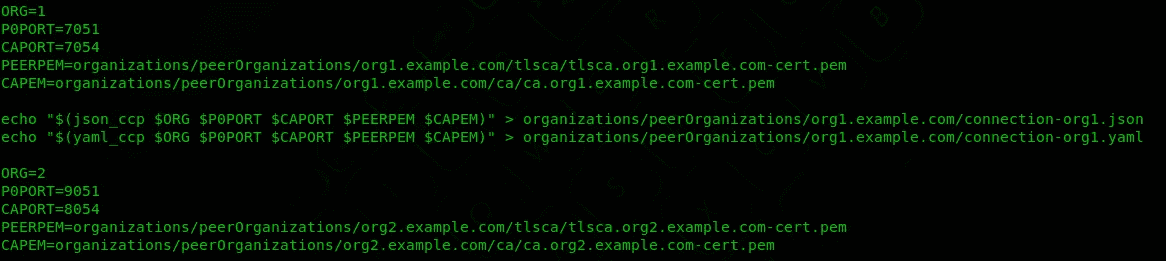 ORG=1
P0PORT=7051
CAPORT=7054
PEERPEM=organizations/peerOrganizations/org1.example.com/tlsca/tlsca.org1.example.com-cert.pem
CAPEM=organizations/peerOrganizations/org1.example.com/ca/ca.org1.example.com-cert.pem
echo "$(json_ccp $ORG $P0PORT $CAPORT $PEERPEM $CAPEM)" > organizations/peerOrganizations/org1.example.com/connection-org1.json
echo "$(yaml_ccp $ORG $P0PORT $CAPORT $PEERPEM $CAPEM)" > organizations/peerOrganizations/org1.example.com/connection-org1.yaml
ORG=2
P0PORT=9051
CAPORT=8054
PEERPEM=organizations/peerOrganizations/org2.example.com/tlsca/tlsca.org2.example.com-cert.pem
CAPEM=organizations/peerOrganizations/org2.example.com/ca/ca.org2.example.com-cert.pem